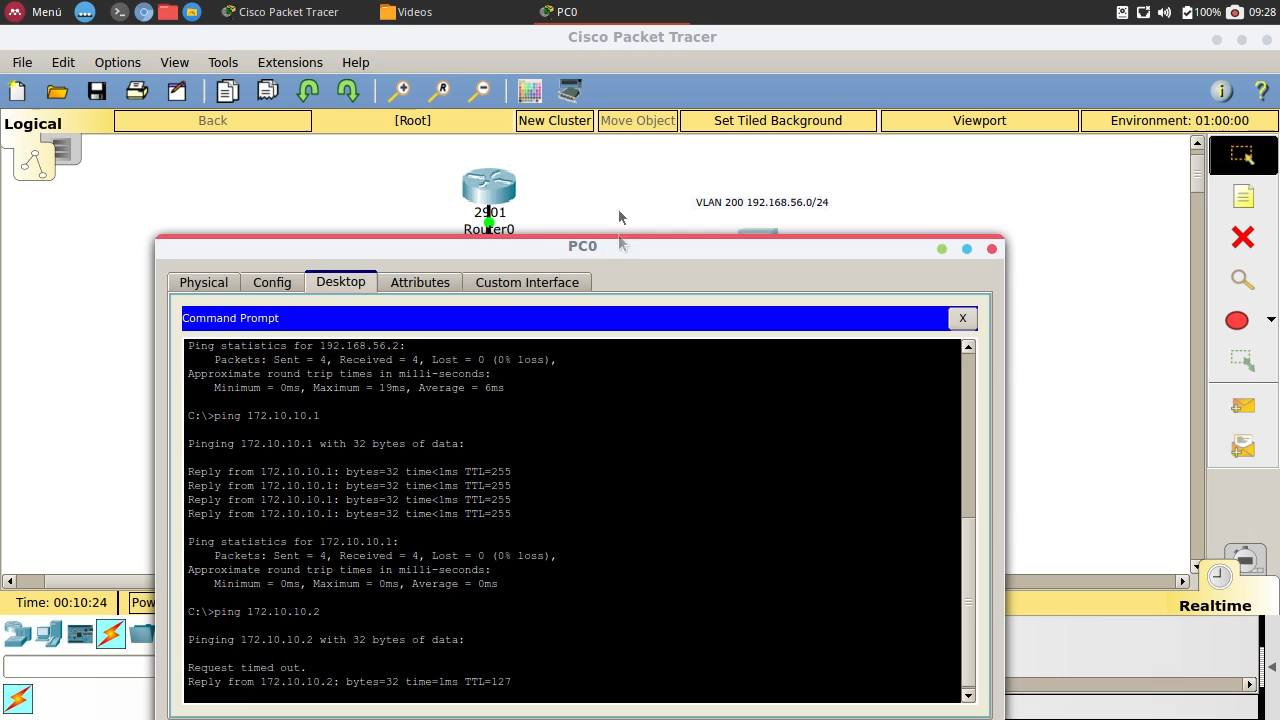 Menú
Cisco Packet Tracer
Videos
PC0
100%
09:28
Cisco Packet Tracer
File Edit Options View Tools Extensions Help
Logical
Back
[Root]
New Cluster
Move Object
Set Tiled Background
Viewport
Environment: 01:00:00
2901
Router0
VLAN 200 192.168.56.0/24
PC0
Physical Config Desktop Attributes Custom Interface
Command Prompt
X
Ping statistics for 192.168.56.2:
Packets: Sent = 4, Received = 4, Lost = 0 (0% loss),
Approximate round trip times in milli-seconds:
Minimum = 0ms, Maximum = 19ms, Average = 6ms
C:\>ping 172.10.10.1
Pinging 172.10.10.1 with 32 bytes of data:
Reply from 172.10.10.1: bytes=32 time<1ms TTL=255
Reply from 172.10.10.1: bytes=32 time<1ms TTL=255
Reply from 172.10.10.1: bytes=32 time<1ms TTL=255
Reply from 172.10.10.1: bytes=32 time<1ms TTL=255
Ping statistics for 172.10.10.1:
Packets: Sent = 4, Received = 4, Lost = 0 (0% loss),
Approximate round trip times in milli-seconds:
Minimum = 0ms, Maximum = 0ms, Average = 0ms
C:\>ping 172.10.10.2
Pinging 172.10.10.2 with 32 bytes of data:
Request timed out.
Reply from 172.10.10.2: bytes=32 time=1ms TTL=127
Time: 00:10:24
Pow
Realtime